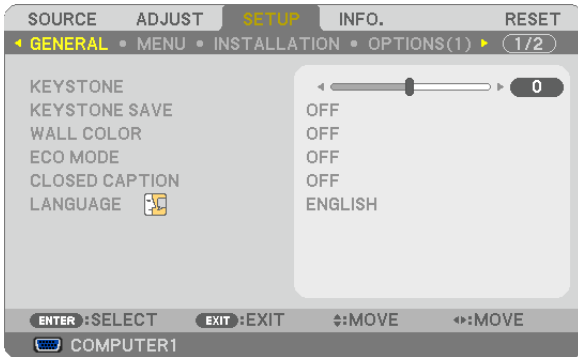 SOURCE ADJUST SETUP INFO. RESET
GENERAL • MENU • INSTALLATION • OPTIONS(1) 1/2
KEYSTONE 0
KEYSTONE SAVE OFF
WALL COLOR OFF
ECO MODE OFF
CLOSED CAPTION OFF
LANGUAGE ENGLISH
ENTER :SELECT EXIT :EXIT :MOVE :MOVE
COMPUTER1